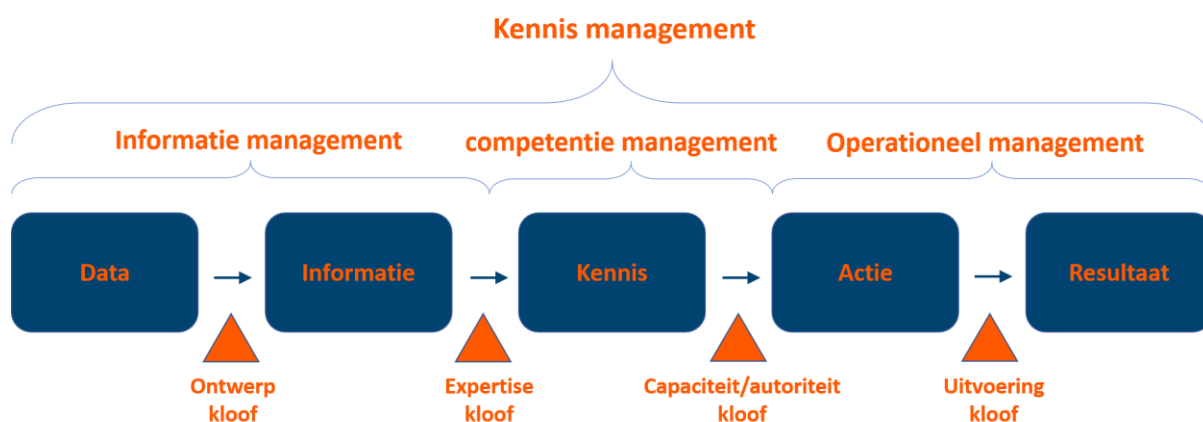 Kennis management
Informatie management
competentie management
Operationeel management
Data
Informatie
Kennis
Actie
Resultaat
Ontwerp
kloof
Expertise
kloof
Capaciteit/autoriteit
kloof
Uitvoering
kloof